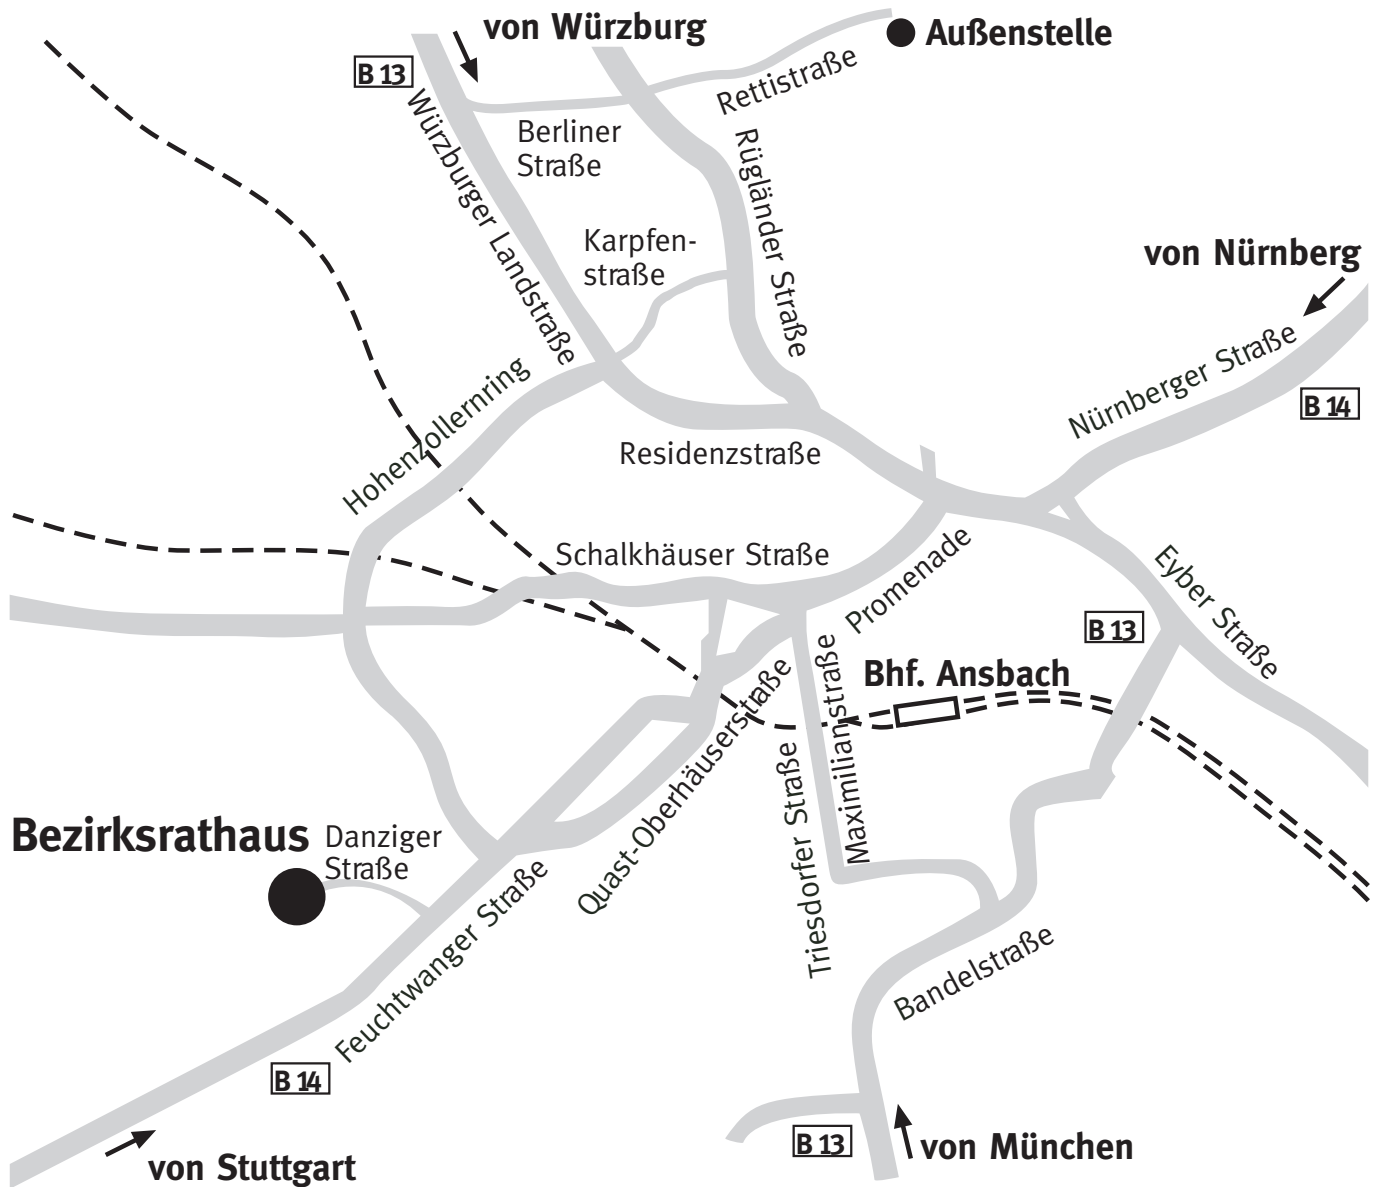 von Würzburg
Außenstelle
B 13
Rettistraße
Würzburger Landstraße
Berliner
Straße
Rügländer Straße
Karpfen-
straße
von Nürnberg
Nürnberger Straße
B 14
Hohenzollernring
Residenzstraße
Schalkhäuser Straße
Promenade
Eyber Straße
B 13
Bhf. Ansbach
Maximilianstraße
Quast-Oberhäuserstraße
Triesdorfer Straße
Bezirksrathaus
Danziger
Straße
Feuchtwanger Straße
Bandelstraße
B 14
von Stuttgart
B 13
von München